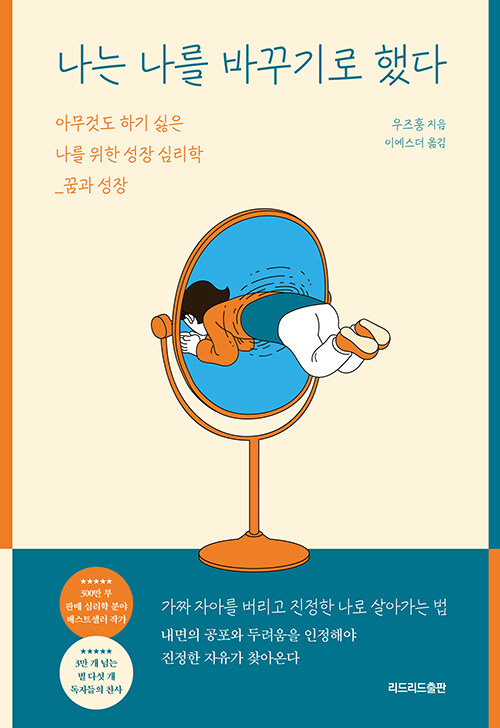 나는 나를 바꾸기로 했다
아무것도 하기 싫은
나를 위한 성장 심리학
_꿈과 성장
우즈훙 지음
이에스더 옮김
★★★★★
300만 부
판매 심리학 분야
베스트셀러 작가
★★★★★
3만 개 넘는
별 다섯 개
독자들의 찬사
가짜 자아를 버리고 진정한 나로 살아가는 법
내면의 공포와 두려움을 인정해야
진정한 자유가 찾아온다
리드리드출판